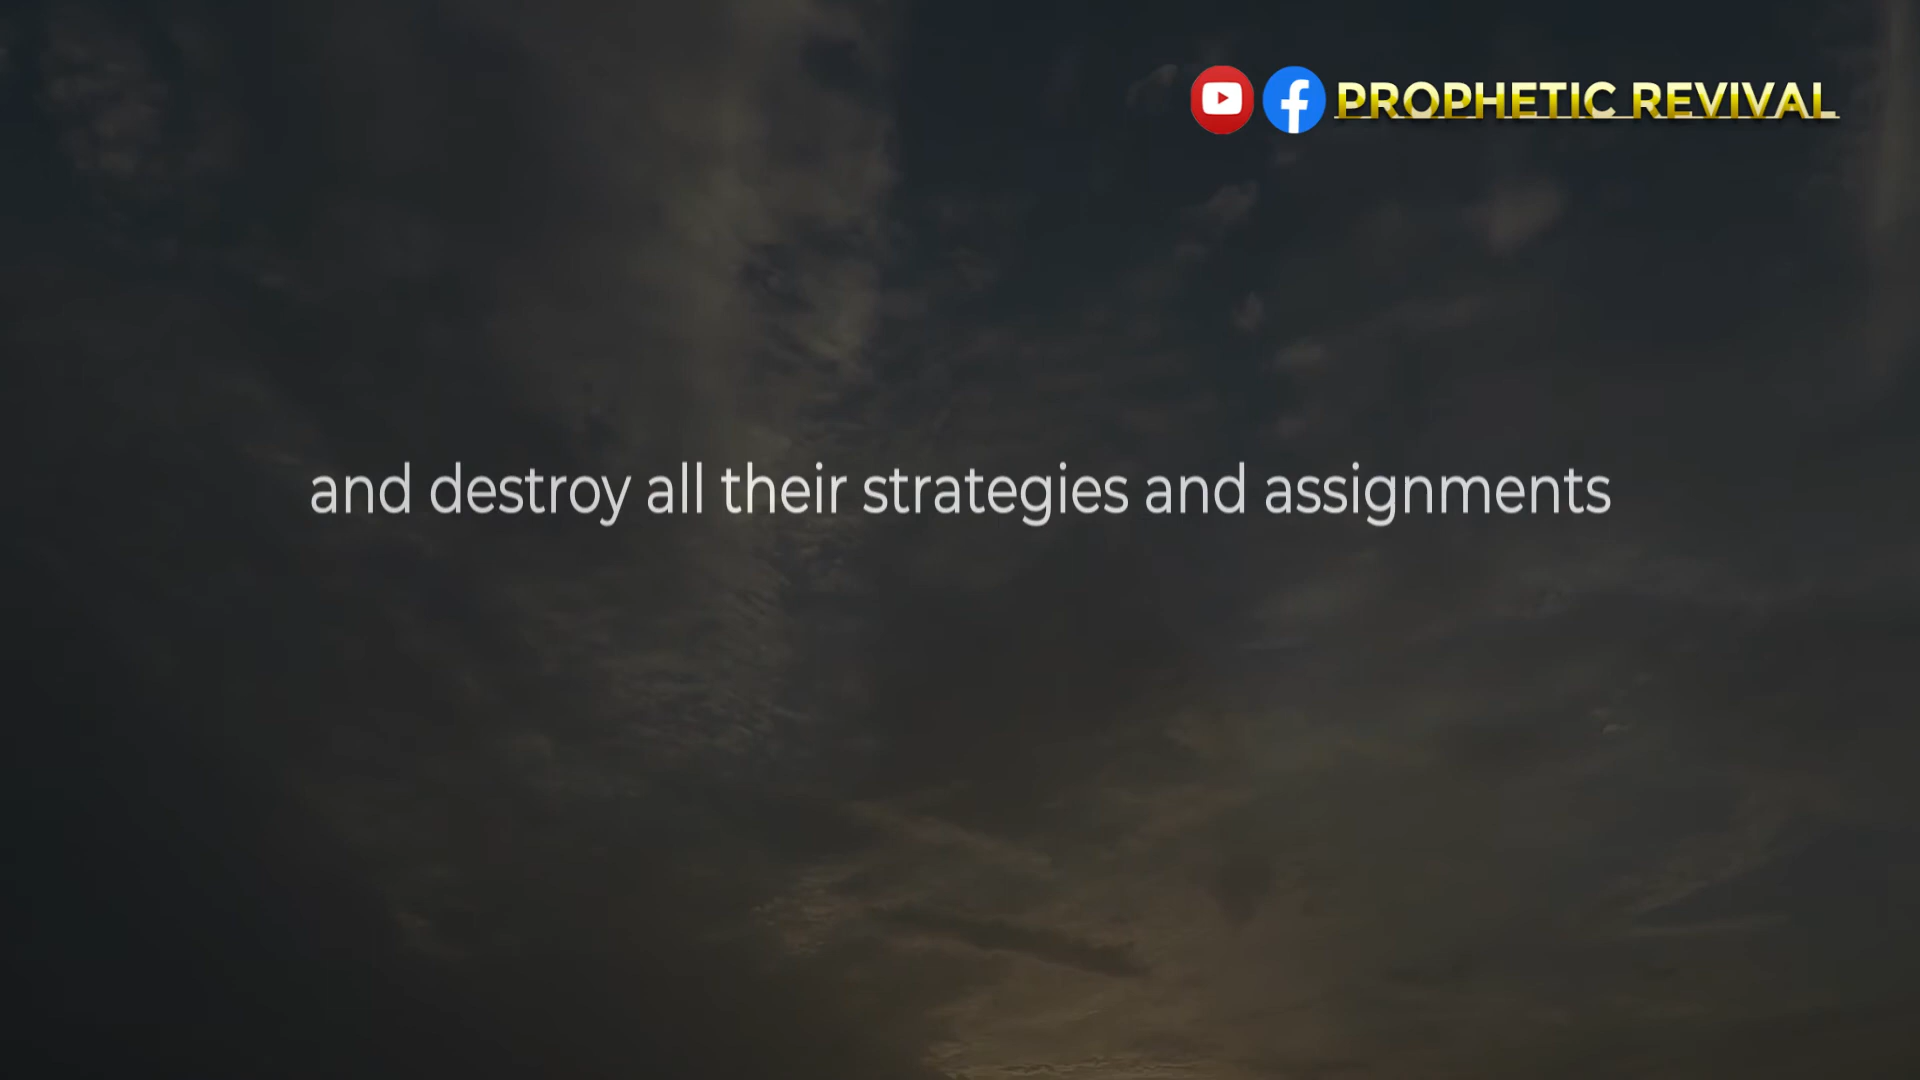 PROPHETIC REVIVAL
and destroy all their strategies and assignments